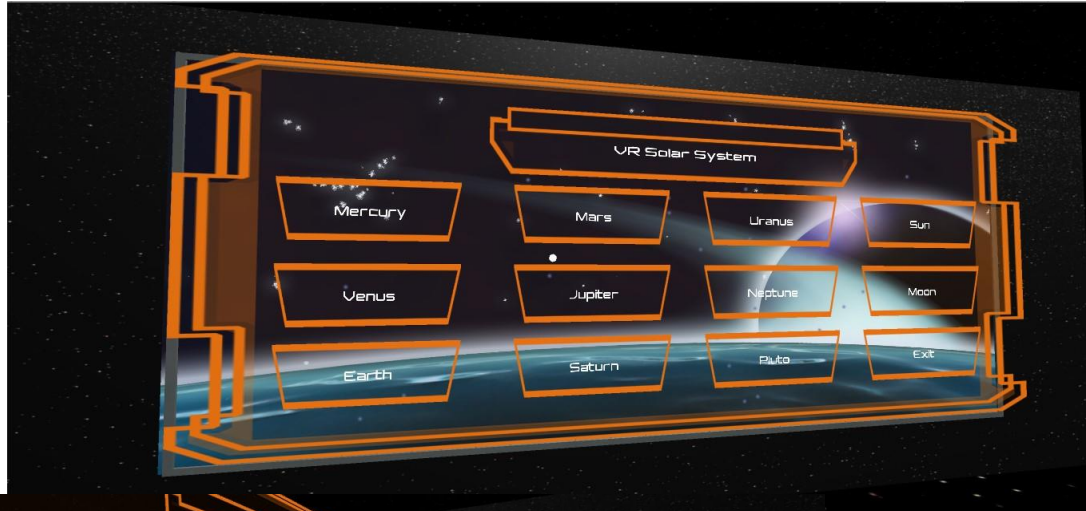 VR Solar System
Mercury
Mars
Uranus
Sun
Venus
Jupiter
Neptune
Moon
Earth
Saturn
Pluto
Exit